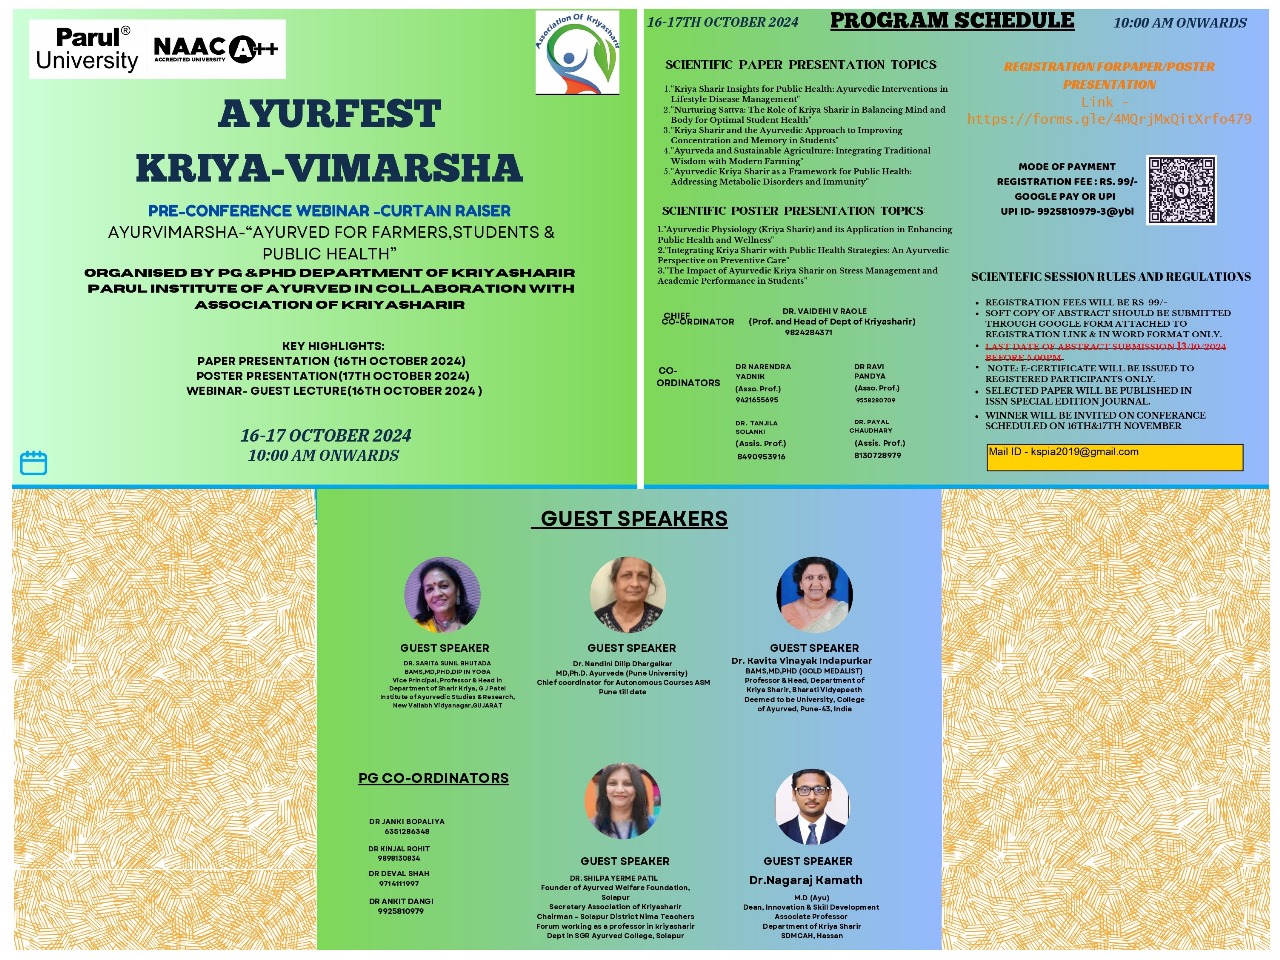 Parul®
University
NAAC A++
ACCREDITED UNIVERSITY
Association Of Kriyasharir
AYURFEST
KRIYA-VIMARSHA
PRE-CONFERENCE WEBINAR -CURTAIN RAISER
AYURVIMARSHA-“AYURVED FOR FARMERS,STUDENTS &
PUBLIC HEALTH”
ORGANISED BY PG &PHD DEPARTMENT OF KRIYASHARIR
PARUL INSTITUTE OF AYURVED IN COLLABORATION WITH
ASSOCIATION OF KRIYASHARIR
KEY HIGHLIGHTS:
PAPER PRESENTATION (16TH OCTOBER 2024)
POSTER PRESENTATION(17TH OCTOBER 2024)
WEBINAR- GUEST LECTURE(16TH OCTOBER 2024 )
16-17 OCTOBER 2024
10:00 AM ONWARDS
16-17TH OCTOBER 2024
PROGRAM SCHEDULE
10:00 AM ONWARDS
SCIENTIFIC PAPER PRESENTATION TOPICS
1."Kriya Sharir Insights for Public Health: Ayurvedic Interventions in
Lifestyle Disease Management"
2."Nurturing Sattva: The Role of Kriya Sharir in Balancing Mind and
Body for Optimal Student Health"
3."Kriya Sharir and the Ayurvedic Approach to Improving
Concentration and Memory in Students"
4."Ayurveda and Sustainable Agriculture: Integrating Traditional
Wisdom with Modern Farming"
5."Ayurvedic Kriya Sharir as a Framework for Public Health:
Addressing Metabolic Disorders and Immunity"
SCIENTIFIC POSTER PRESENTATION TOPICS
1."Ayurvedic Physiology (Kriya Sharir) and its Application in Enhancing
Public Health and Wellness"
2."Integrating Kriya Sharir with Public Health Strategies: An Ayurvedic
Perspective on Preventive Care"
3."The Impact of Ayurvedic Kriya Sharir on Stress Management and
Academic Performance in Students"
CHIEF
CO-ORDINATOR
DR. VAIDEHI V RAOLE
(Prof. and Head of Dept of Kriyasharir)
9824284371
CO-
ORDINATORS
DR NARENDRA
YADNIK
(Asso. Prof.)
9421655695
DR RAVI
PANDYA
(Asso. Prof.)
9558280709
DR. TANJILA
SOLANKI
(Assis. Prof.)
8490953916
DR. PAYAL
CHAUDHARY
(Assis. Prof.)
8130728979
REGISTRATION FORPAPER/POSTER
PRESENTATION
Link -
https://forms.gle/4MQrjMxQitXrfo479
MODE OF PAYMENT
REGISTRATION FEE : RS. 99/-
GOOGLE PAY OR UPI
UPI ID- 9925810979-3@ybl
SCIENTEFIC SESSION RULES AND REGULATIONS
REGISTRATION FEES WILL BE RS 99/-
SOFT COPY OF ABSTRACT SHOULD BE SUBMITTED
THROUGH GOOGLE FORM ATTACHED TO
REGISTRATION LINK & IN WORD FORMAT ONLY.
LAST DATE OF ABSTRACT SUBMISSION 13/10/2024
BEFORE 5.00PM.
NOTE: E-CERTIFICATE WILL BE ISSUED TO
REGISTERED PARTICIPANTS ONLY.
SELECTED PAPER WILL BE PUBLISHED IN
ISSN SPECIAL EDITION JOURNAL.
WINNER WILL BE INVITED ON CONFERANCE
SCHEDULED ON 16TH&17TH NOVEMBER
Mail ID - kspia2019@gmail.com
GUEST SPEAKERS
GUEST SPEAKER
DR. SARITA SUNIL BHUTADA
BAMS,MD,PHD,DIP IN YOGA
Vice Principal,Professor & Head in
Department of Sharir Kriya, G J Patel
Institute of Ayurvedic Studies & Research,
New Vallabh Vidyanagar,GUJARAT
GUEST SPEAKER
Dr. Nandini Dilip Dhargalkar
MD,Ph.D. Ayurveda (Pune University)
Chief coordinator for Autonomous Courses ASM
Pune till date
GUEST SPEAKER
Dr. Kavita Vinayak Indapurkar
BAMS,MD,PHD (GOLD MEDALIST)
Professor & Head, Department of
Kriya Sharir, Bharati Vidyapeeth
Deemed to be University, College
of Ayurved, Pune-43, India
PG CO-ORDINATORS
DR JANKI BOPALIYA
6351286348
DR KINJAL ROHIT
9898130834
DR DEVAL SHAH
9714111997
DR ANKIT DANGI
9925810979
GUEST SPEAKER
DR. SHILPA YERME PATIL
Founder of Ayurved Welfare Foundation,
Solapur
Secretary Association of Kriyasharir
Chairman - Solapur District Nima Teachers
Forum working as a professor in kriyasharir
Dept in SGR Ayurved College, Solapur
GUEST SPEAKER
Dr.Nagaraj Kamath
M.D (Ayu)
Dean, Innovation & Skill Development
Associate Professor
Department of Kriya Sharir
SDMCAH, Hassan